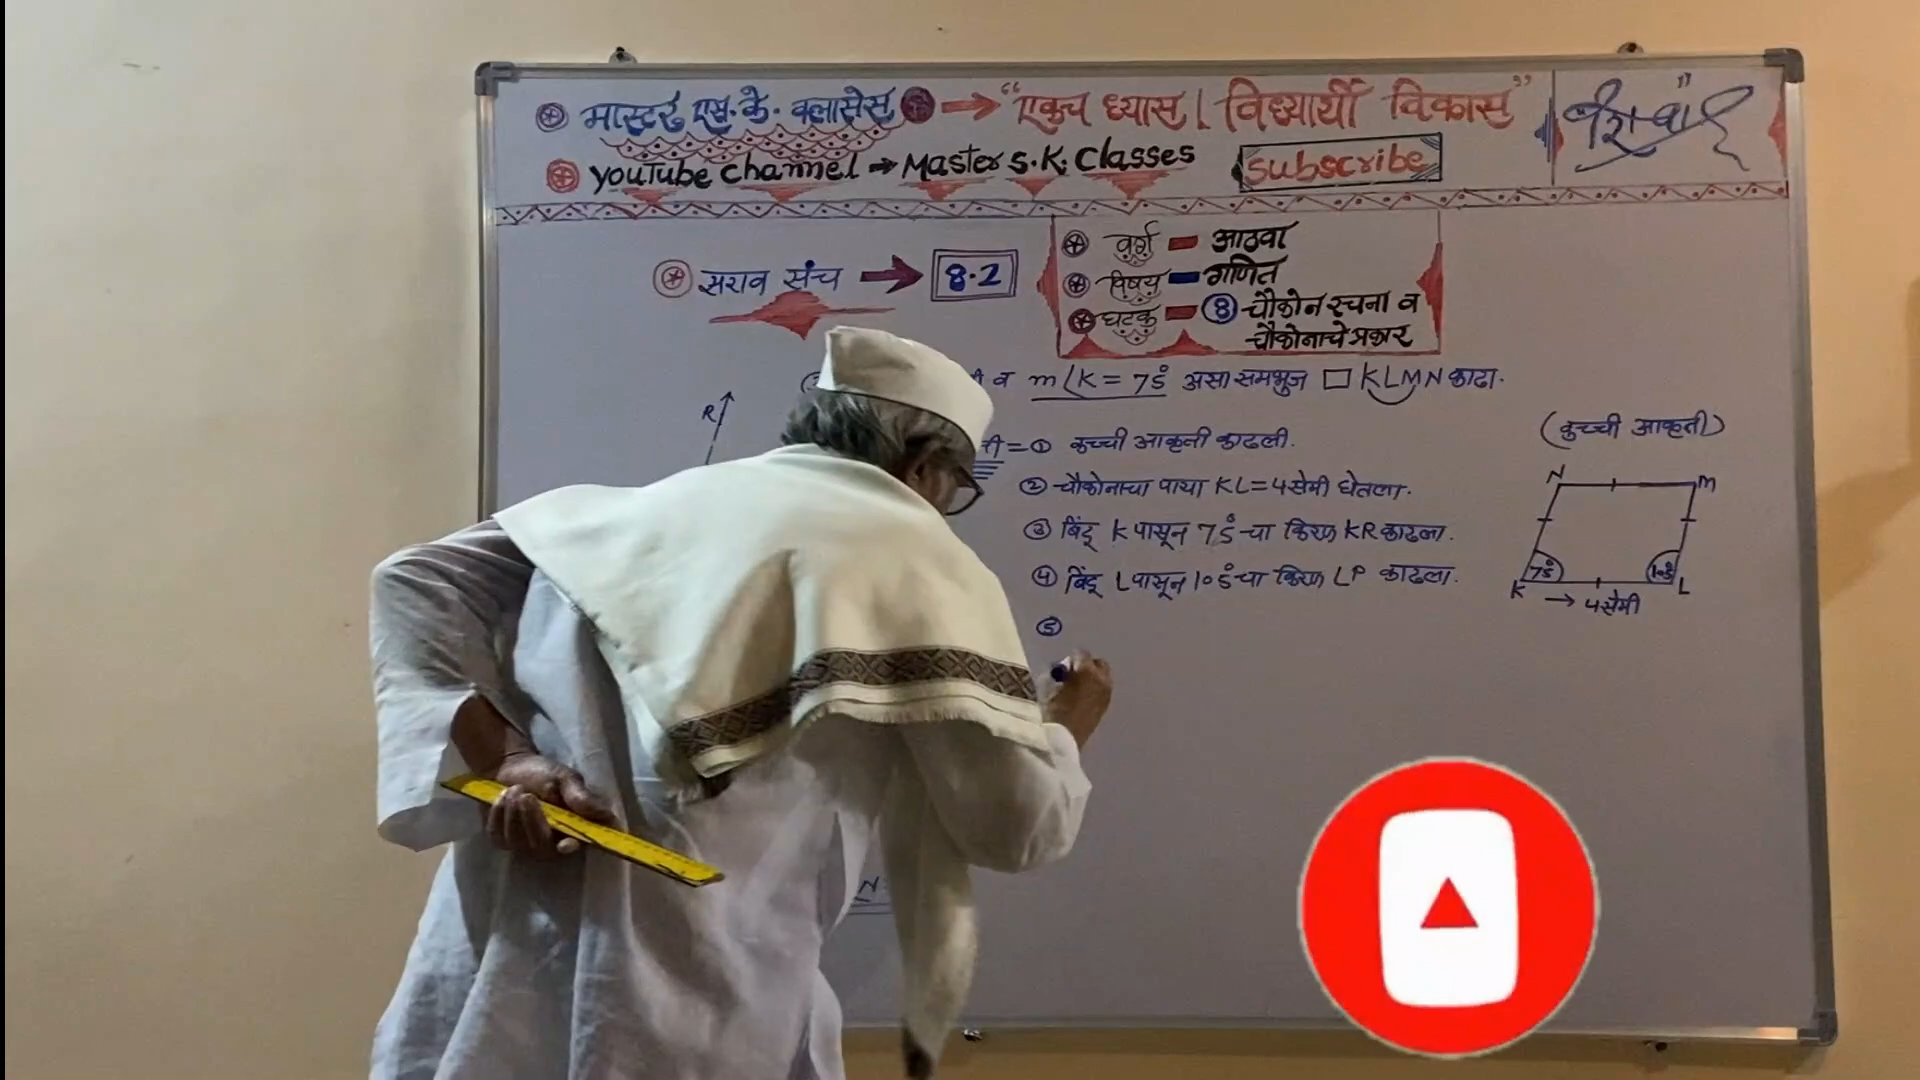 मास्टर एस. के. क्लासेस → "एकच ध्यास । विद्यार्थी विकास"
YouTube channel → Master S. K. Classes subscribe
सराव संच → 8.2
वर्ग - आठवा
विषय - गणित
घटक - 8 चौकोन रचना व
चौकोनाचे प्रकार
व m∠K = 75° असा समभुज □ KLMN काढा.
R
= ① कच्ची आकृती काढली.
② चौकोनाचा पाया KL = 4सेमी घेतला.
③ बिंदू K पासून 75° चा किरण KR काढला.
④ बिंदू L पासून 105° चा किरण LP काढला.
⑤
(कच्ची आकृती)
N M
75° 105°
K → 4सेमी L
N